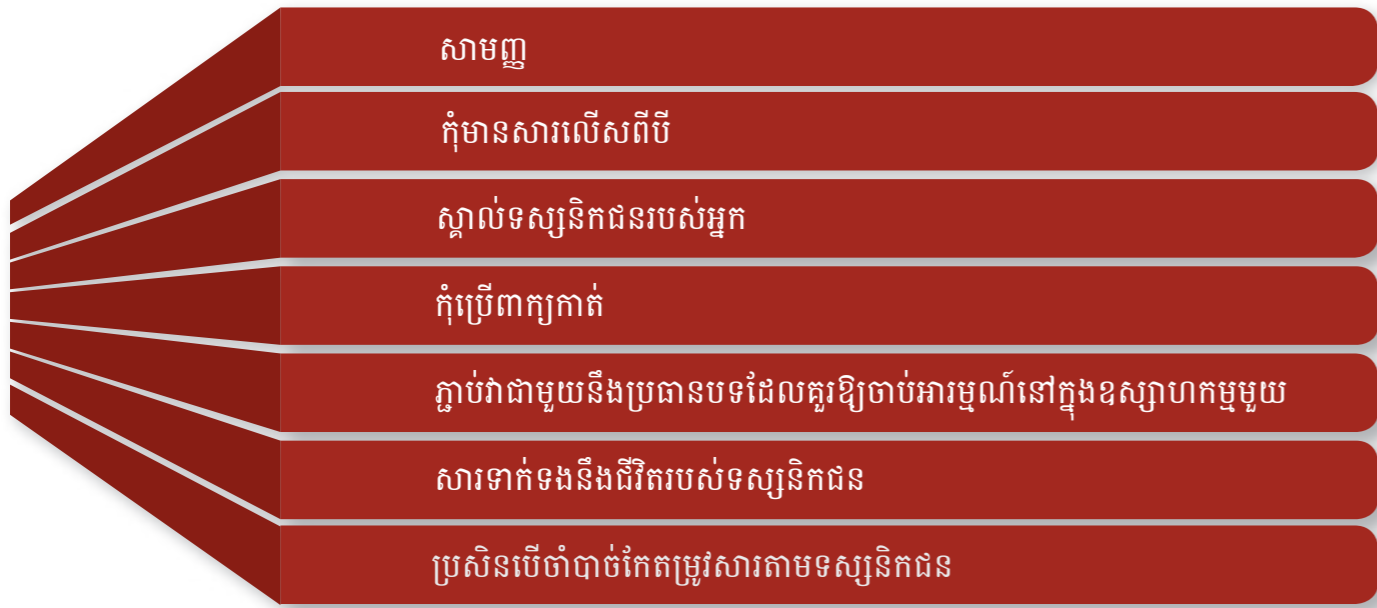 សាមញ្ញ
កុំមានសារលើសពីបី
ស្គាល់ទស្សនិកជនរបស់អ្នក
កុំប្រើពាក្យកាត់
ភ្ជាប់វាជាមួយនឹងប្រធានបទដែលគួរឱ្យចាប់អារម្មណ៍នៅក្នុងឧស្សាហកម្មមួយ
សារទាក់ទងនឹងជីវិតរបស់ទស្សនិកជន
ប្រសិនបើចាំបាច់កែតម្រូវសារតាមទស្សនិកជន